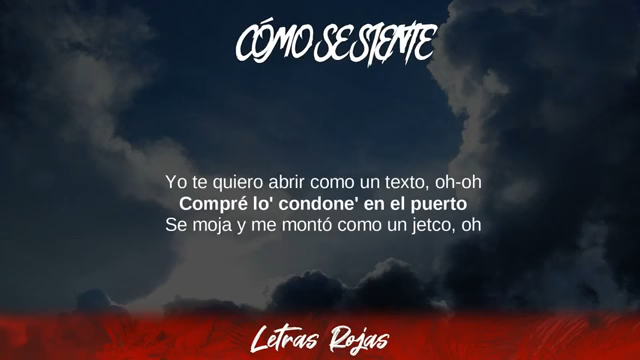 CÓMO SE SIENTE
Yo te quiero abrir como un texto, oh-oh
Compré lo' condone' en el puerto
Se moja y me montó como un jetco, oh
Letras Rojas